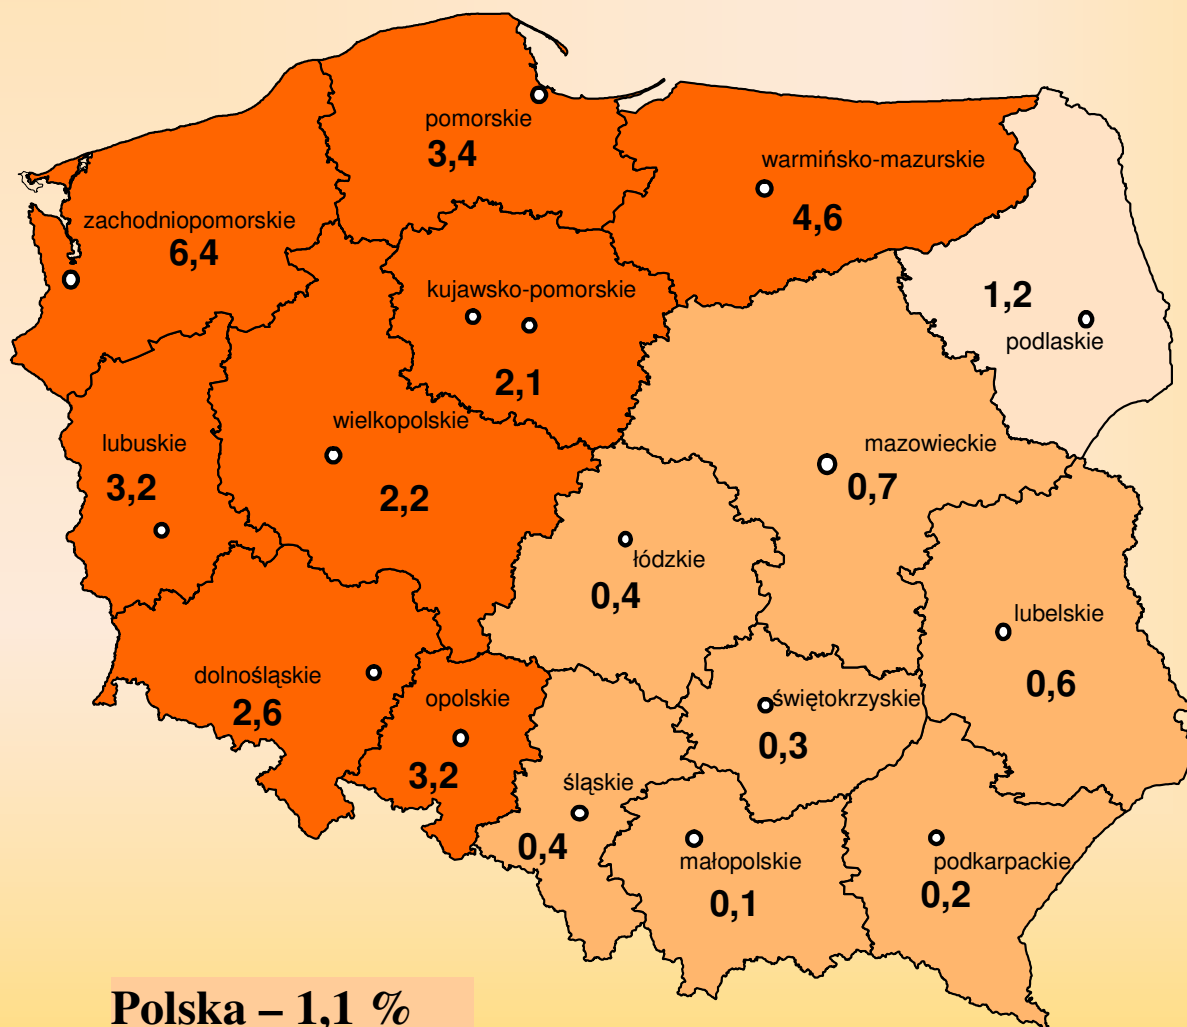 pomorskie
3,4
warmińsko-mazurskie
4,6
zachodniopomorskie
6,4
kujawsko-pomorskie
2,1
1,2
podlaskie
wielkopolskie
2,2
lubuskie
3,2
mazowieckie
0,7
łódzkie
0,4
lubelskie
0,6
dolnośląskie
2,6
opolskie
3,2
świętokrzyskie
0,3
śląskie
0,4
małopolskie
0,1
podkarpackie
0,2
Polska – 1,1 %